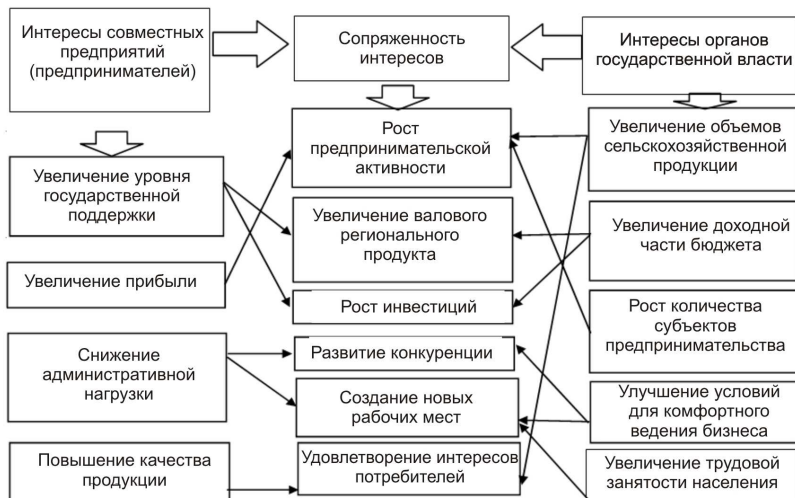 Интересы совместных
предприятий
(предпринимателей)
Сопряженность
интересов
Интересы органов
государственной власти
Увеличение уровня
государственной
поддержки
Увеличение прибыли
Снижение
административной
нагрузки
Повышение качества
продукции
Рост
предпринимательской
активности
Увеличение валового
регионального
продукта
Рост инвестиций
Развитие конкуренции
Создание новых
рабочих мест
Удовлетворение интересов
потребителей
Увеличение объемов
сельскохозяйственной
продукции
Увеличение доходной
части бюджета
Рост количества
субъектов
предпринимательства
Улучшение условий
для комфортного
ведения бизнеса
Увеличение трудовой
занятости населения